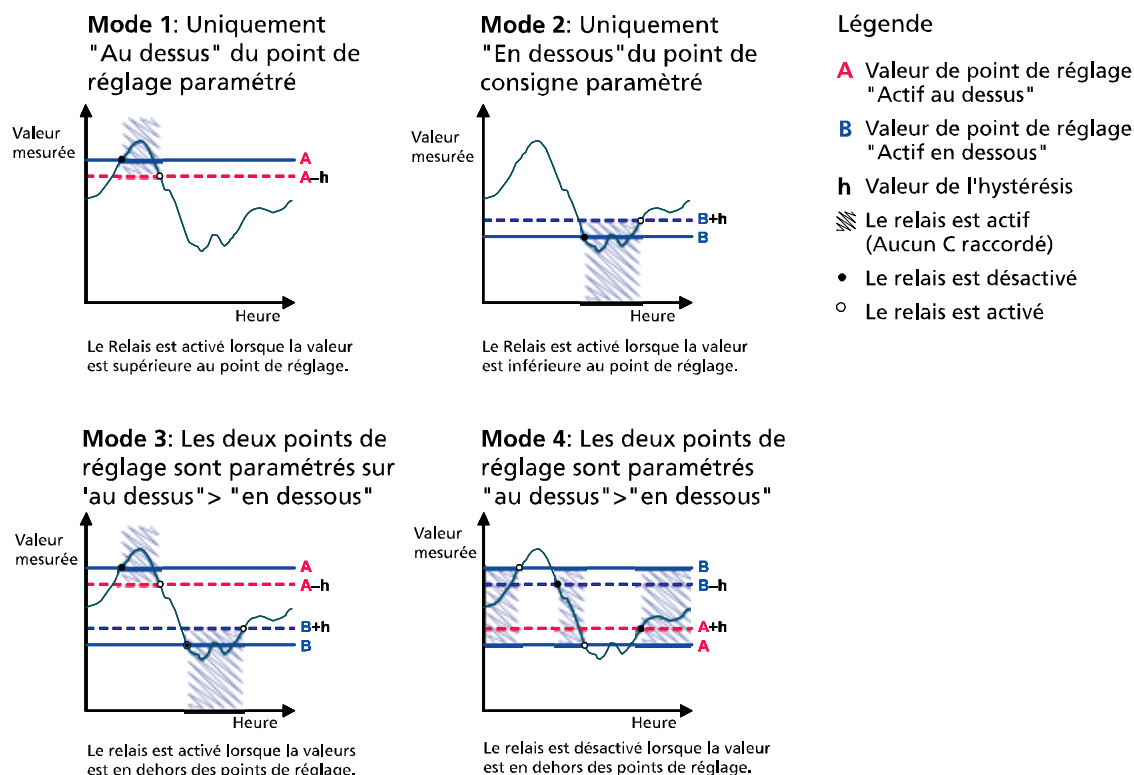 Mode 1: Uniquement
"Au dessus" du point de
réglage paramétré
Valeur
mesurée
A
A–h
Heure
Le Relais est activé lorsque la valeur
est supérieure au point de réglage.
Mode 2: Uniquement
"En dessous"du point de
consigne paramètré
Valeur
mesurée
B+h
B
Heure
Le Relais est activé lorsque la valeur
est inférieure au point de réglage.
Légende
A Valeur de point de réglage
"Actif au dessus"
B Valeur de point de réglage
"Actif en dessous"
h Valeur de l'hystérésis
Le relais est actif
(Aucun C raccordé)
Le relais est désactivé
Le relais est activé
Mode 3: Les deux points de
réglage sont paramétrés sur
'au dessus"> "en dessous"
Valeur
mesurée
A
A–h
B+h
B
Heure
Le relais est activé lorsque la valeurs
est en dehors des points de réglage.
Mode 4: Les deux points de
réglage sont paramétrés
"au dessus">"en dessous"
Valeur
mesurée
B
B–h
A+h
A
Heure
Le relais est désactivé lorsque la valeur
est en dehors des points de réglage.